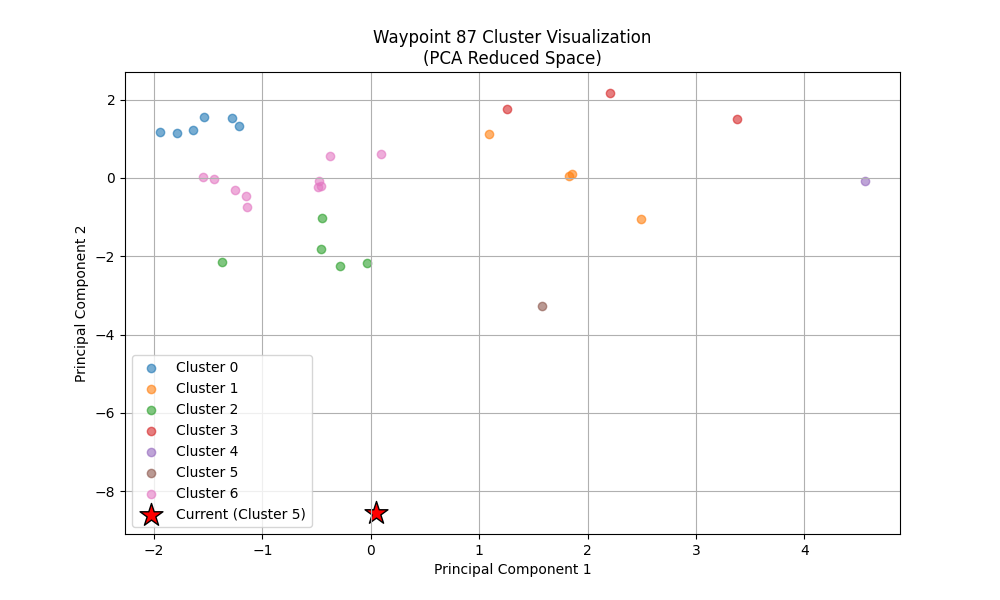 Waypoint 87 Cluster Visualization
(PCA Reduced Space)
2
0
−2
−4
−6
−8
Principal Component 2
Cluster 0
Cluster 1
Cluster 2
Cluster 3
Cluster 4
Cluster 5
Cluster 6
Current (Cluster 5)
−2 −1 0 1 2 3 4
Principal Component 1